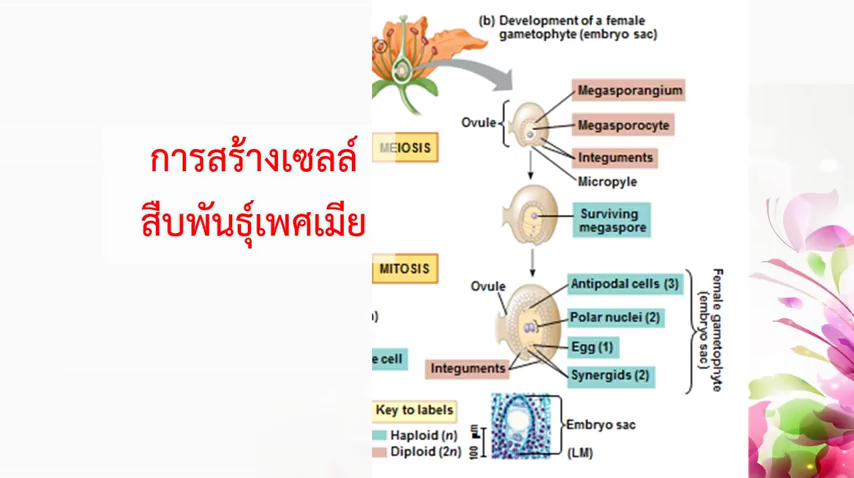 การสร้างเซลล์
สืบพันธุ์เพศเมีย
(b) Development of a female
gametophyte (embryo sac)
Megasporangium
Ovule
Megasporocyte
MEIOSIS
Integuments
Micropyle
Surviving
megaspore
MITOSIS
Ovule
Antipodal cells (3)
Polar nuclei (2)
Egg (1)
e cell
Integuments
Synergids (2)
Female gametophyte
(embryo sac)
Key to labels
Haploid (n)
Diploid (2n)
100 µm
Embryo sac
(LM)